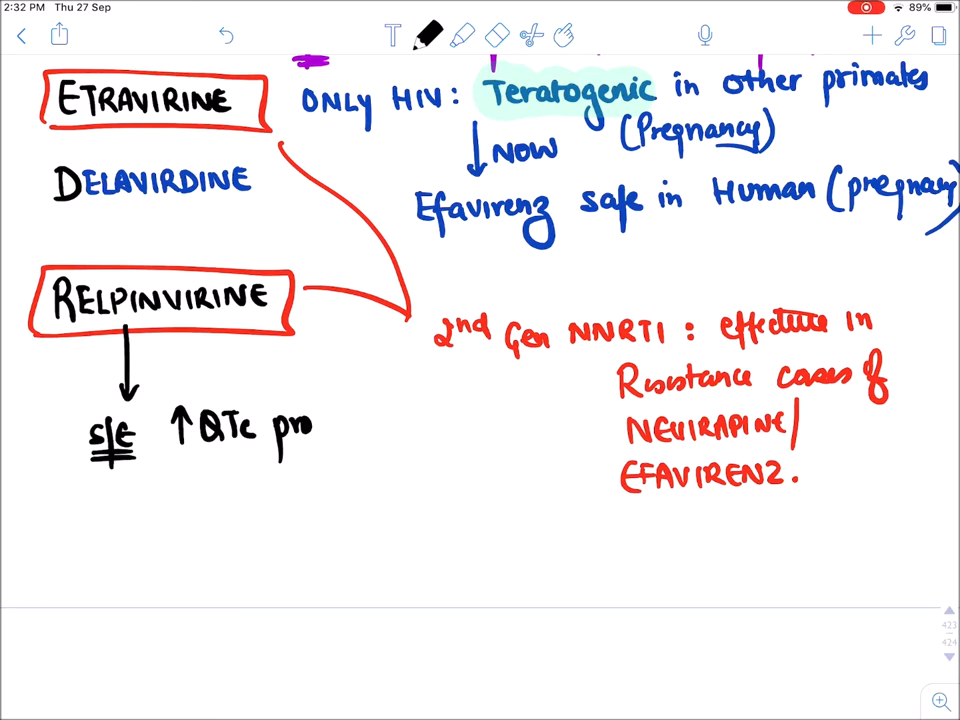 2:32 PM Thu 27 Sep 89%
T
ETRAVIRINE
ONLY HIV: Teratogenic in other primates
(Pregnancy)
↓ NOW
DELAVIRDINE
Efavirenz safe in Human (pregnancy)
RELPINVIRINE
2nd Gen NNRTI: effective in
Resistance cases of
NEVIRAPINE/
EFAVIRENZ.
S/E ↑ QTc pro
423
424